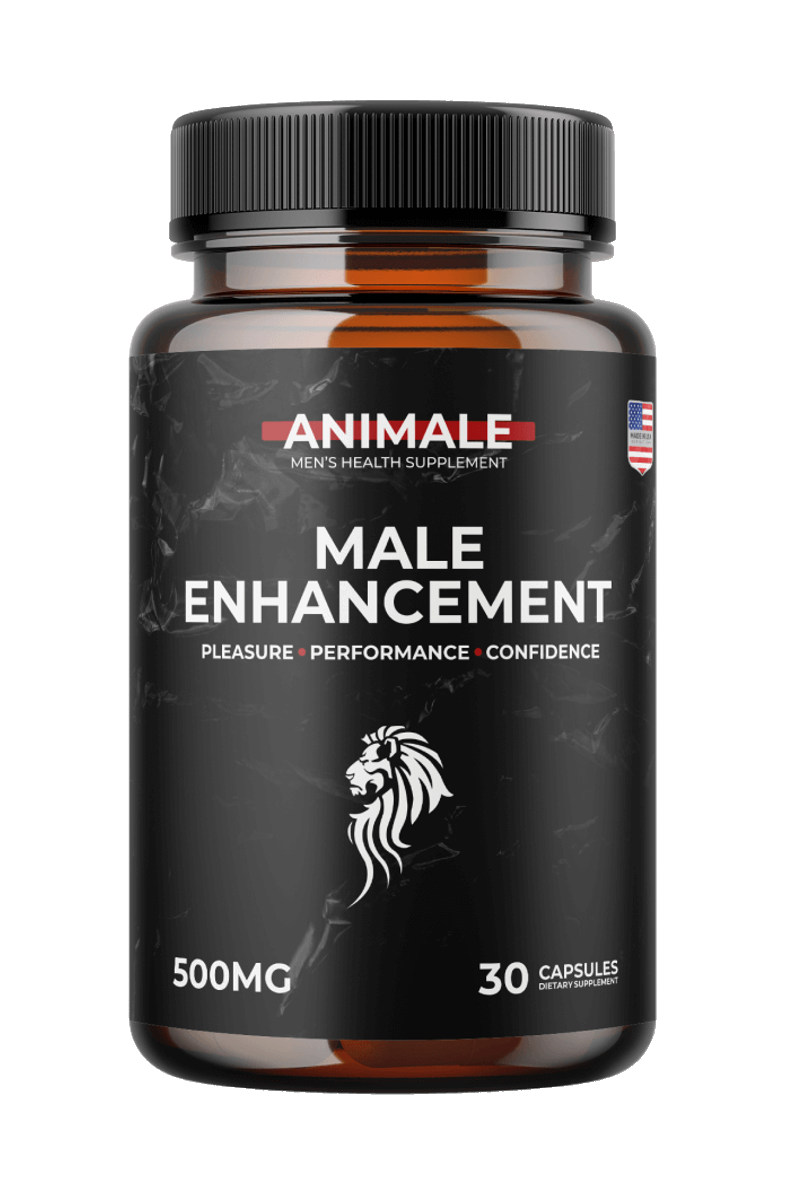 ANIMALE
MEN'S HEALTH SUPPLEMENT
MALE
ENHANCEMENT
PLEASURE • PERFORMANCE • CONFIDENCE
500MG
30 CAPSULES
DIETARY SUPPLEMENT